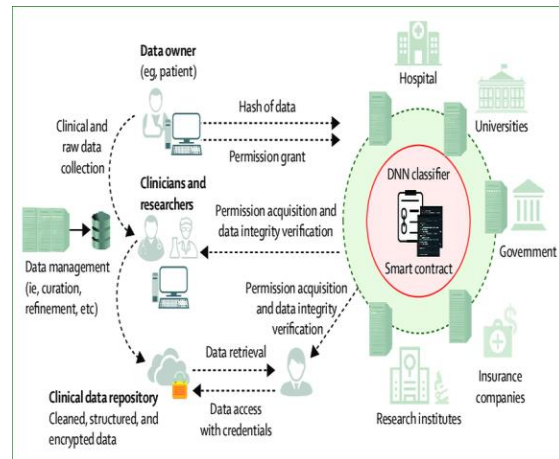 Data owner
(eg, patient)
Hospital
Clinical and
raw data
collection
Hash of data
Permission grant
Universities
DNN classifier
Clinicians and
researchers
Permission acquisition and
data integrity verification
Smart contract
Government
Data management
(ie, curation,
refinement, etc)
Permission acquisition
and data integrity
verification
Data retrieval
Clinical data repository
Cleaned, structured, and
encrypted data
Data access
with credentials
Research institutes
Insurance
companies